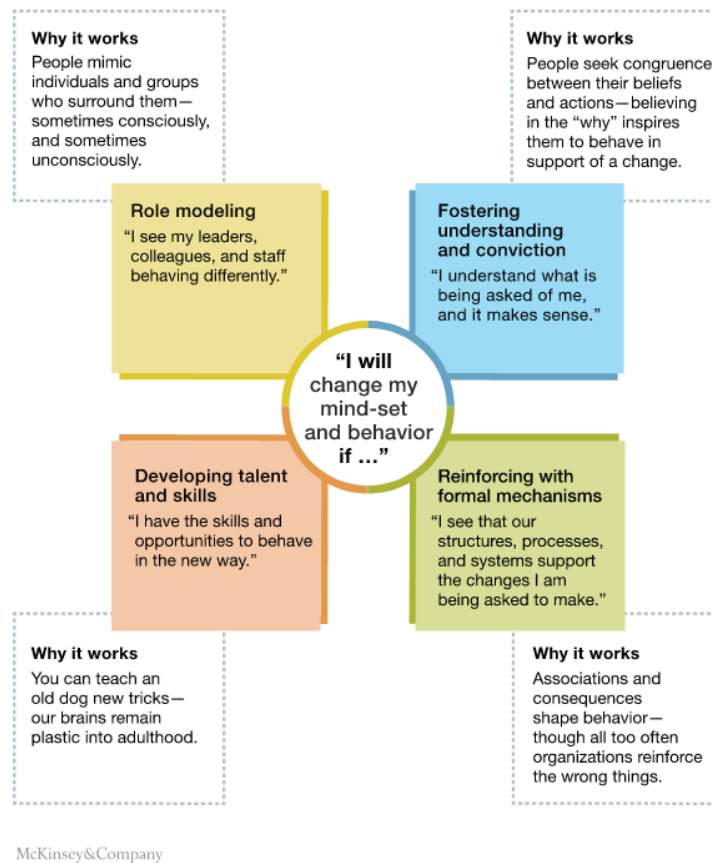 Why it works
People mimic
individuals and groups
who surround them—
sometimes consciously,
and sometimes
unconsciously.
Why it works
People seek congruence
between their beliefs
and actions—believing
in the “why” inspires
them to behave in
support of a change.
Role modeling
“I see my leaders,
colleagues, and staff
behaving differently.”
Fostering
understanding
and conviction
“I understand what is
being asked of me,
and it makes sense.”
“I will
change my
mind-set
and behavior
if ...”
Developing talent
and skills
“I have the skills and
opportunities to behave
in the new way.”
Reinforcing with
formal mechanisms
“I see that our
structures, processes,
and systems support
the changes I am
being asked to make.”
Why it works
You can teach an
old dog new tricks—
our brains remain
plastic into adulthood.
Why it works
Associations and
consequences
shape behavior—
though all too often
organizations reinforce
the wrong things.
McKinsey&Company